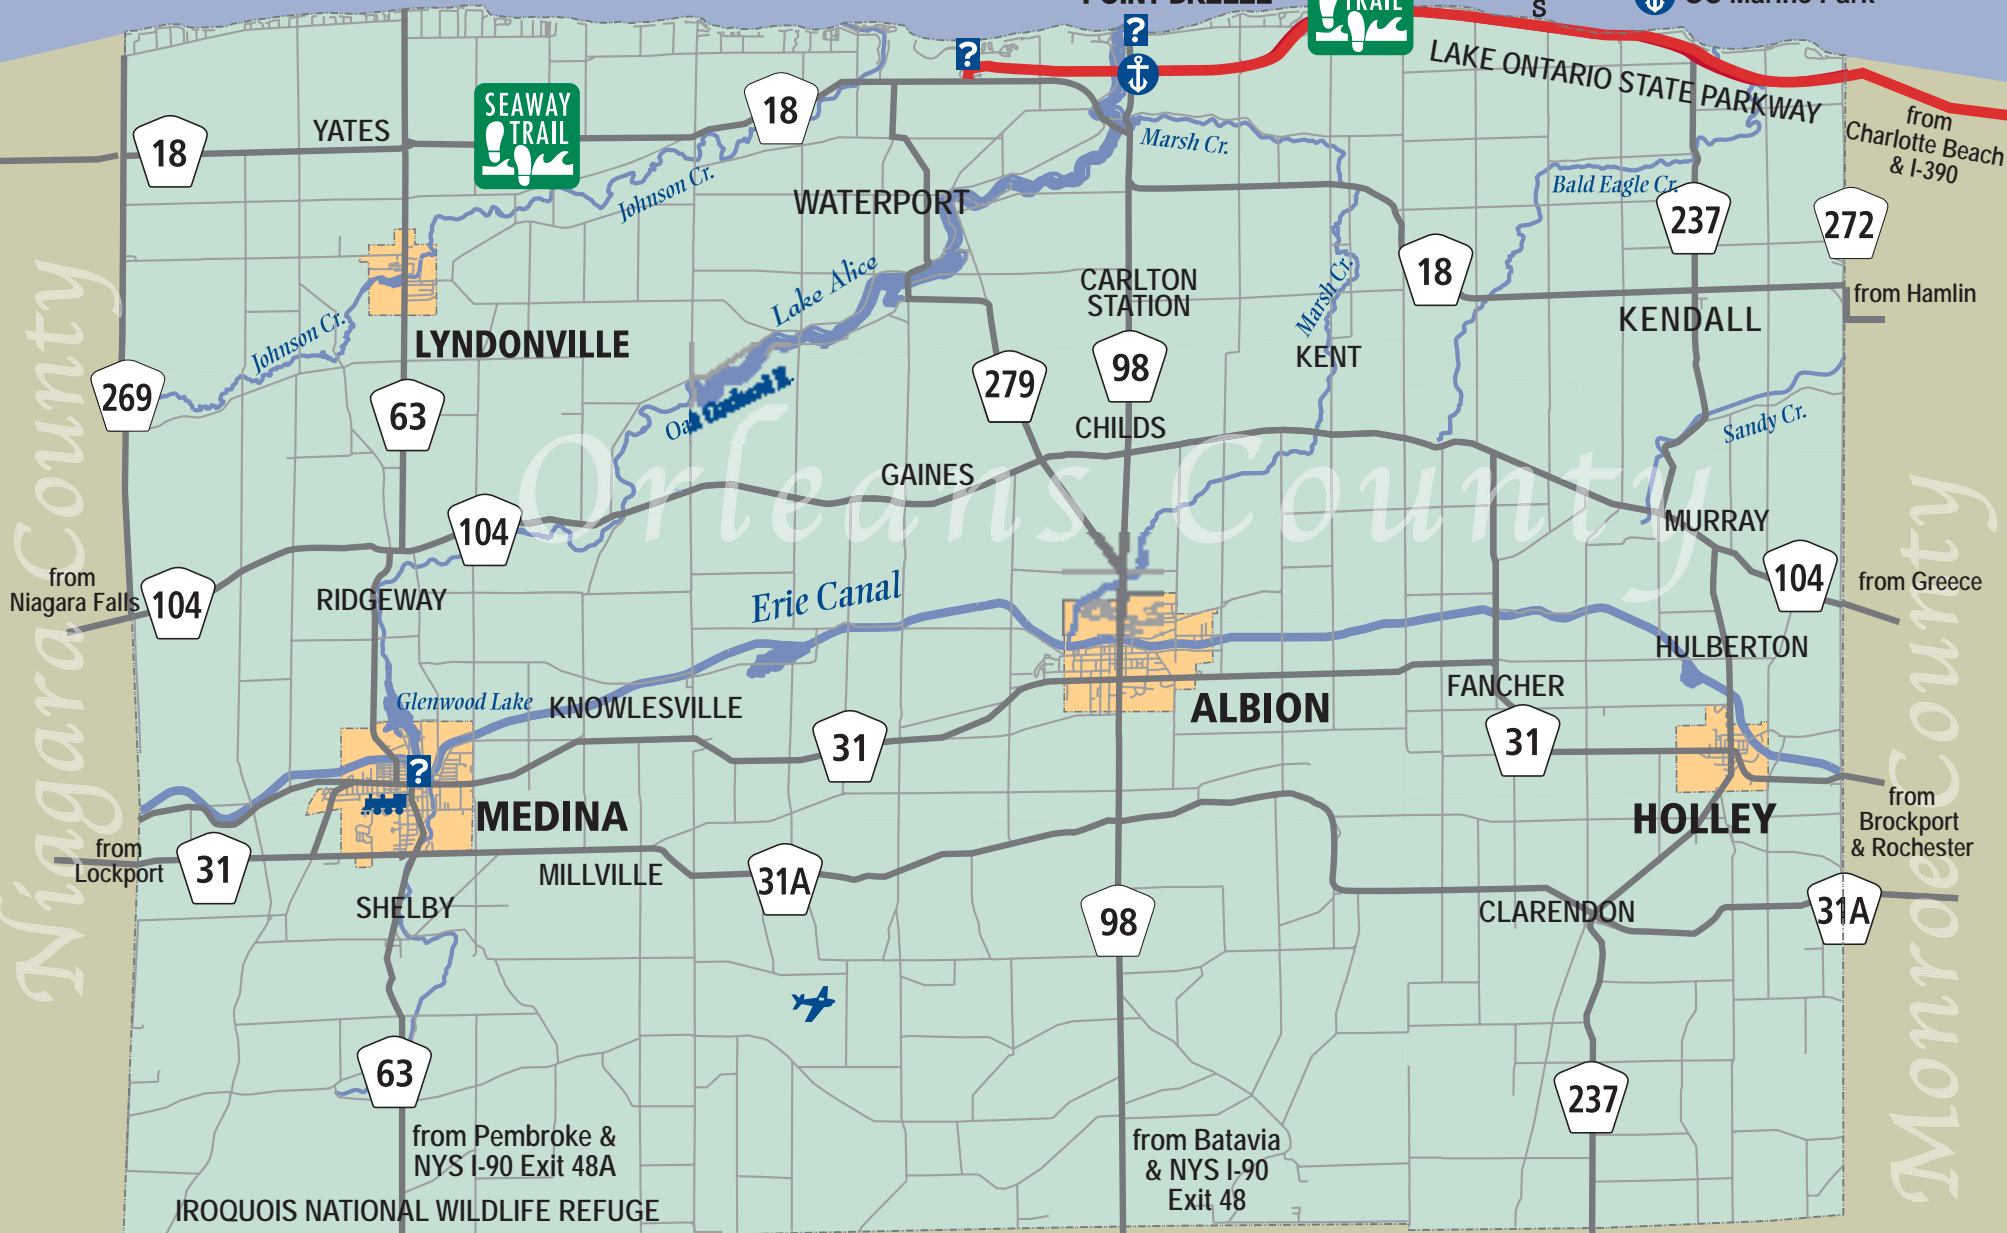 OC Marine Park
S
?
?
TRAIL
LAKE ONTARIO STATE PARKWAY
from
Charlotte Beach
& I-390
SEAWAY
TRAIL
18
YATES
18
Johnson Cr.
WATERPORT
Marsh Cr.
Bald Eagle Cr.
237
272
18
Lake Alice
CARLTON
STATION
Marsh Cr.
from Hamlin
KENDALL
Johnson Cr.
LYNDONVILLE
KENT
269
63
279
98
CHILDS
Sandy Cr.
GAINES
Orleans County
104
MURRAY
from
Niagara Falls
104
RIDGEWAY
Erie Canal
104
from Greece
HULBERTON
FANCHER
Glenwood Lake
KNOWLESVILLE
ALBION
31
31
?
MEDINA
HOLLEY
from
Brockport
& Rochester
from
Lockport
31
MILLVILLE
31A
SHELBY
98
CLARENDON
31A
63
237
from Pembroke &
NYS I-90 Exit 48A
from Batavia
& NYS I-90
Exit 48
IROQUOIS NATIONAL WILDLIFE REFUGE
Niagara County
Monroe County